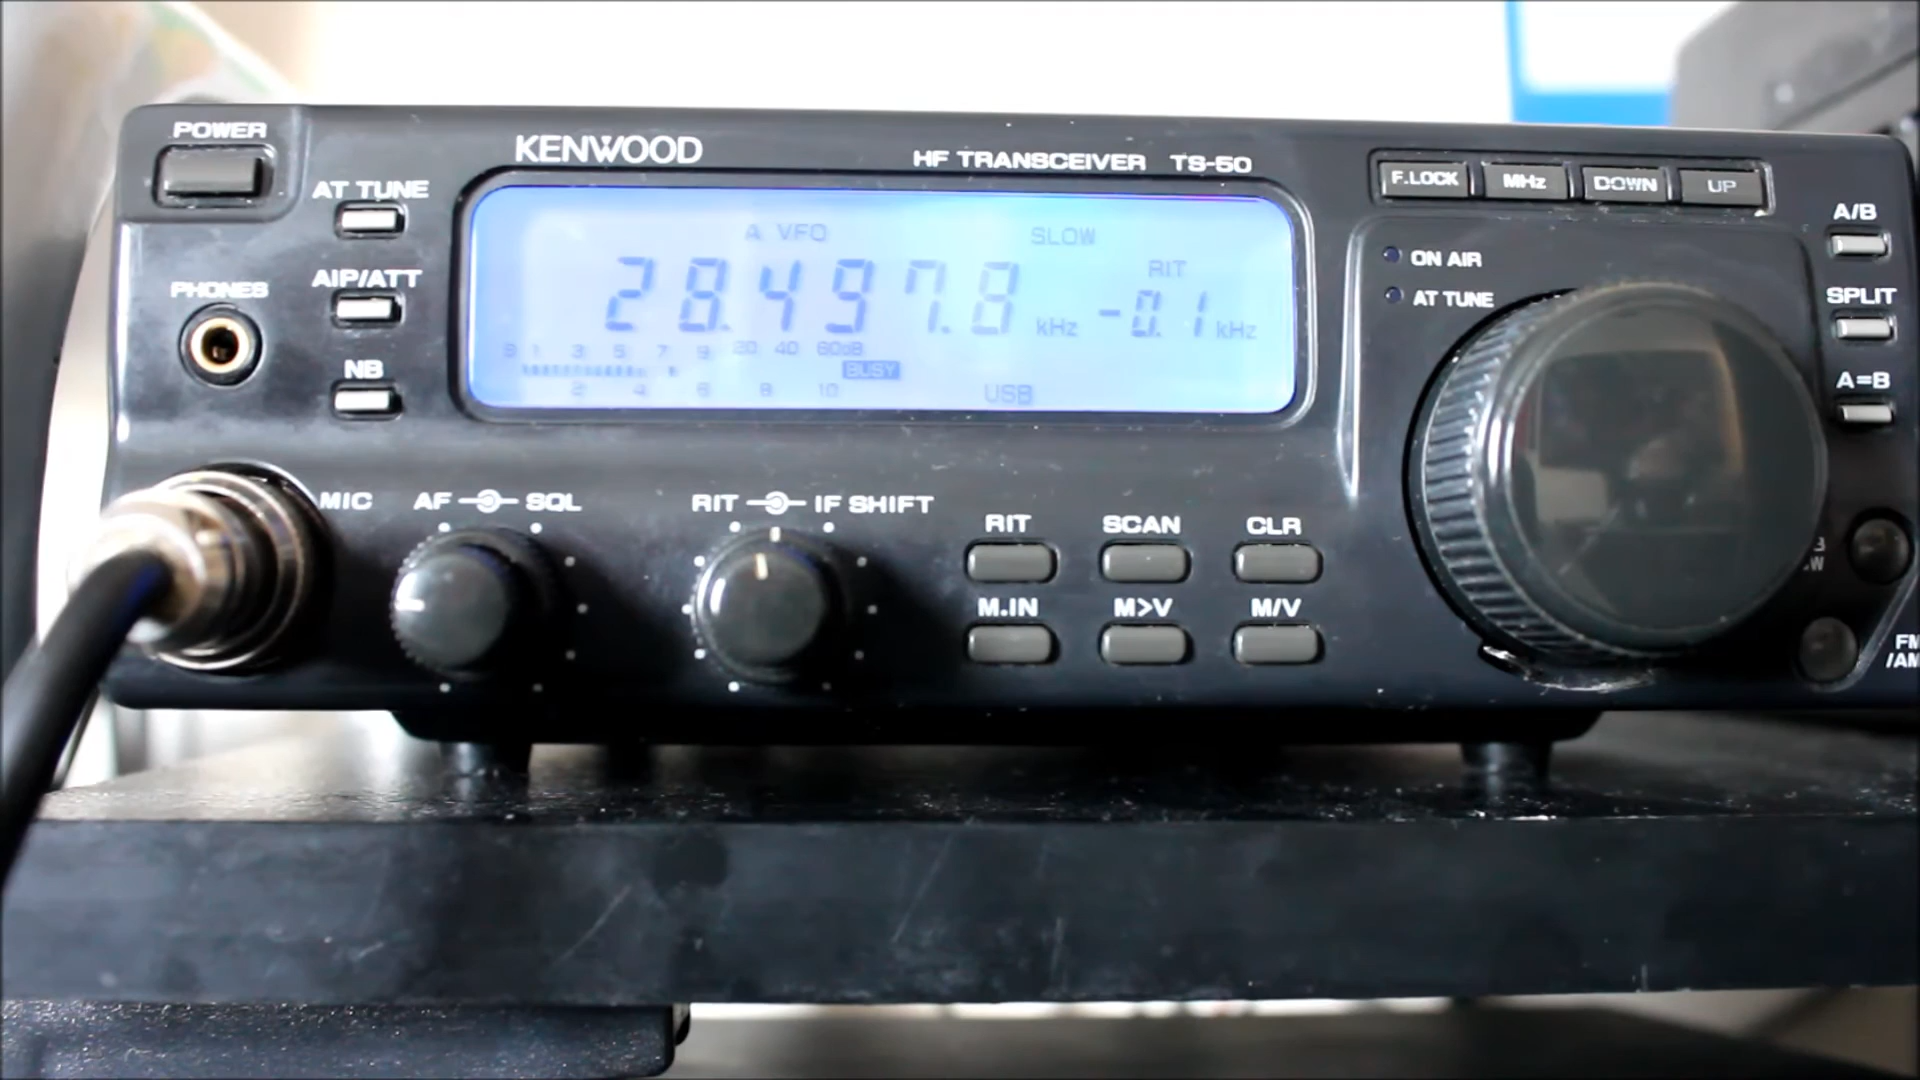 POWER
KENWOOD
HF TRANSCEIVER TS-50
F.LOCK MHz DOWN UP
AT TUNE
A/B
A VFO SLOW
ON AIR
RIT
AIP/ATT
PHONES
28.497.8 kHz -0.1 kHz
AT TUNE
SPLIT
S 1 3 5 7 9 20 40 60dB
BUSY
NB
A=B
2 4 6 8 10
USB
MIC
AF SQL
RIT IF SHIFT
RIT SCAN CLR
M.IN M>V M/V
FM
/AM